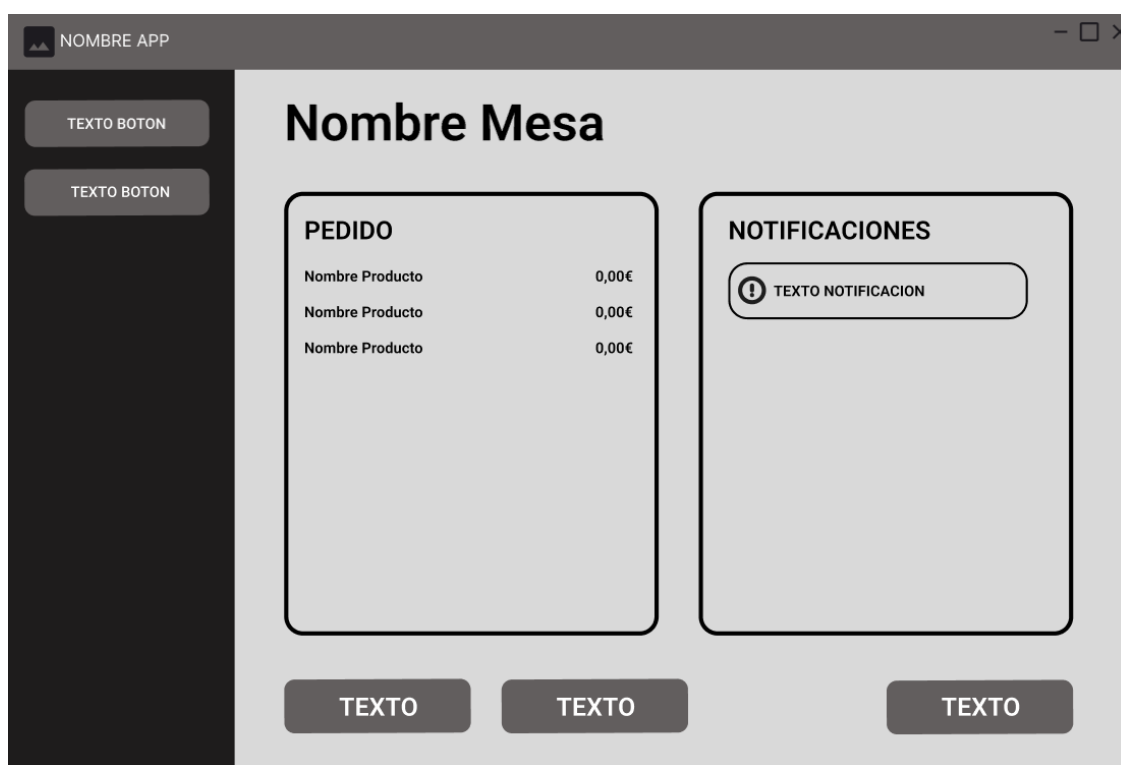 NOMBRE APP
TEXTO BOTON
TEXTO BOTON
Nombre Mesa
PEDIDO
Nombre Producto 0,00€
Nombre Producto 0,00€
Nombre Producto 0,00€
NOTIFICACIONES
TEXTO NOTIFICACION
TEXTO TEXTO TEXTO